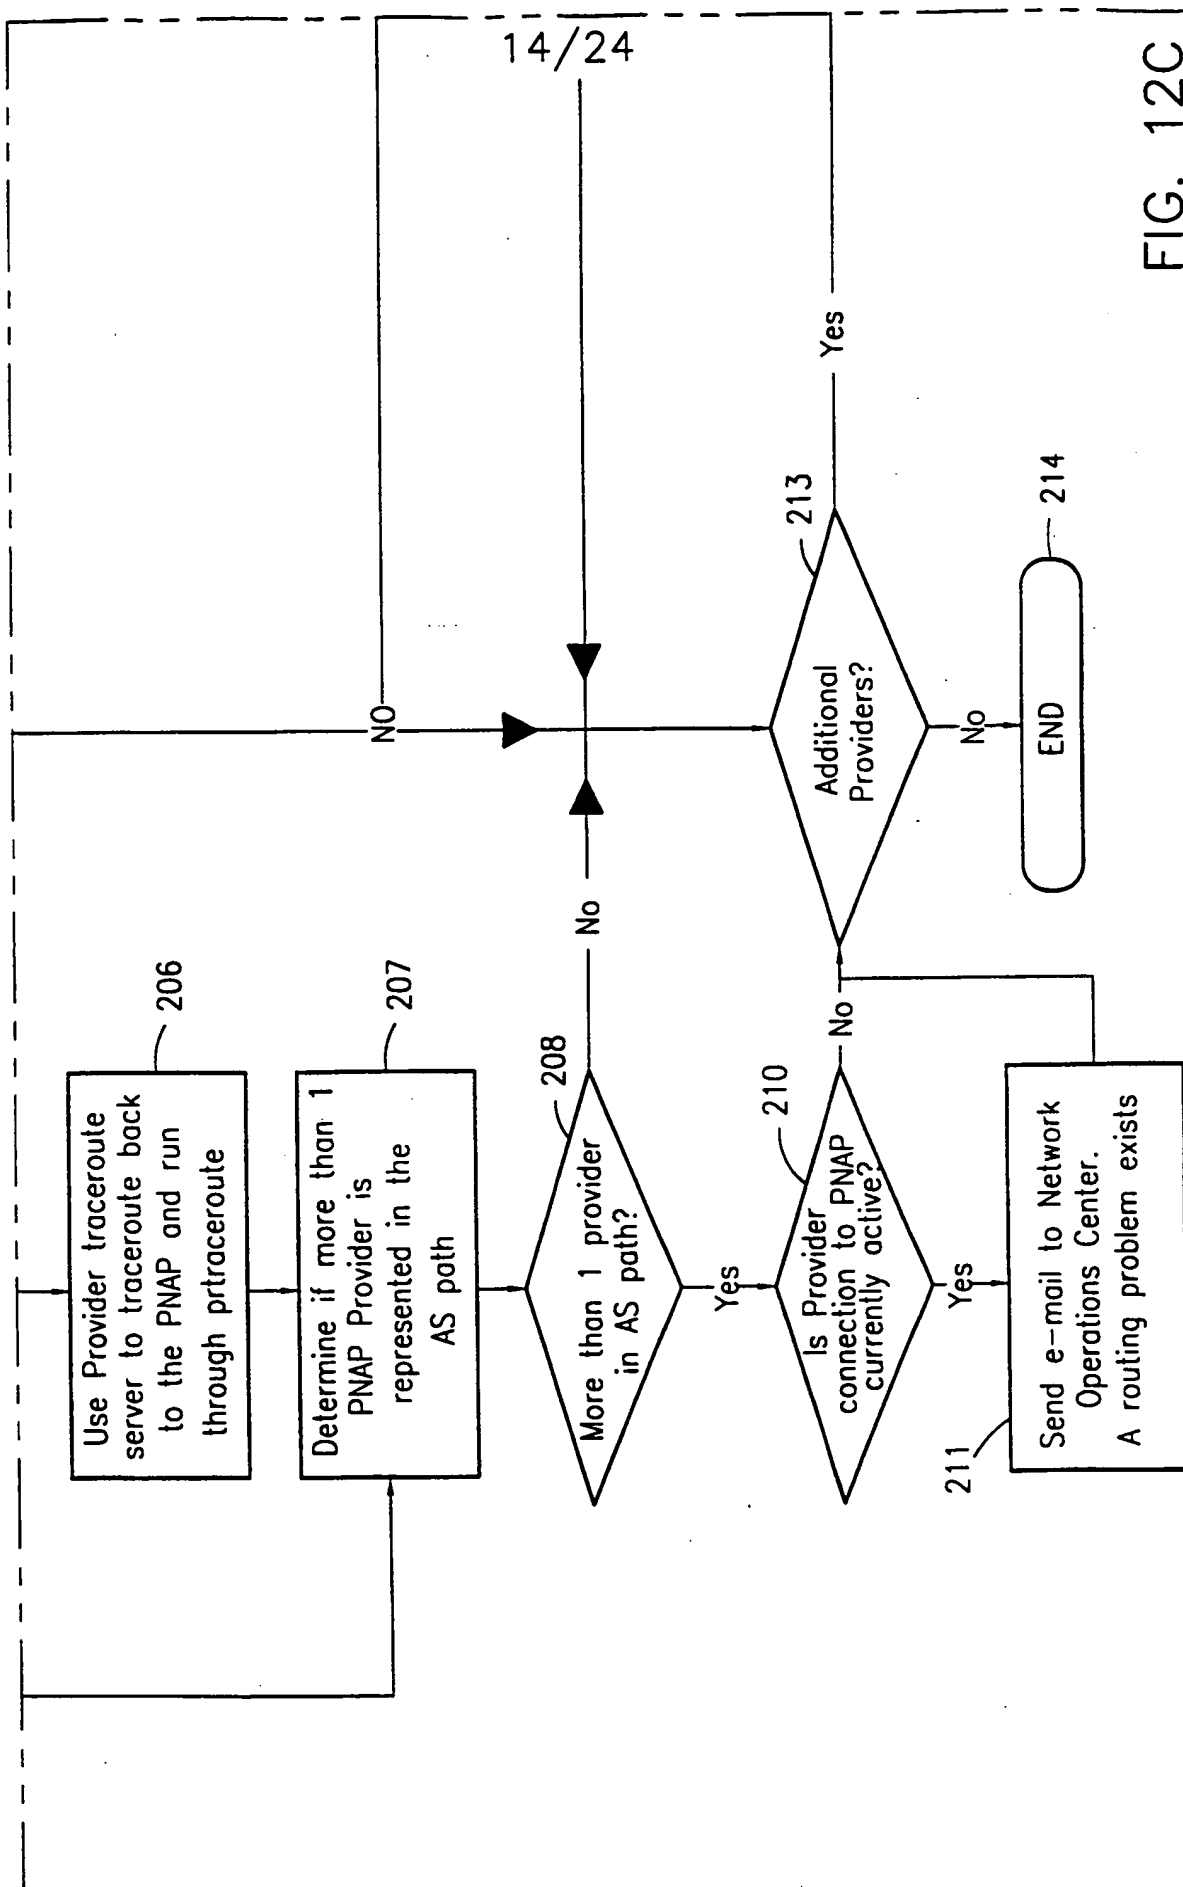 14/24
206
Use Provider traceroute
server to traceroute back
to the PNAP and run
through prtraceroute
207
Determine if more than 1
PNAP Provider is
represented in the
AS path
208
More than 1 provider
in AS path?
No
NO
Yes
210
Is Provider
connection to PNAP
currently active?
No
Yes
211
Send e-mail to Network
Operations Center.
A routing problem exists
213
Additional
Providers?
Yes
No
END
214
FIG. 12C